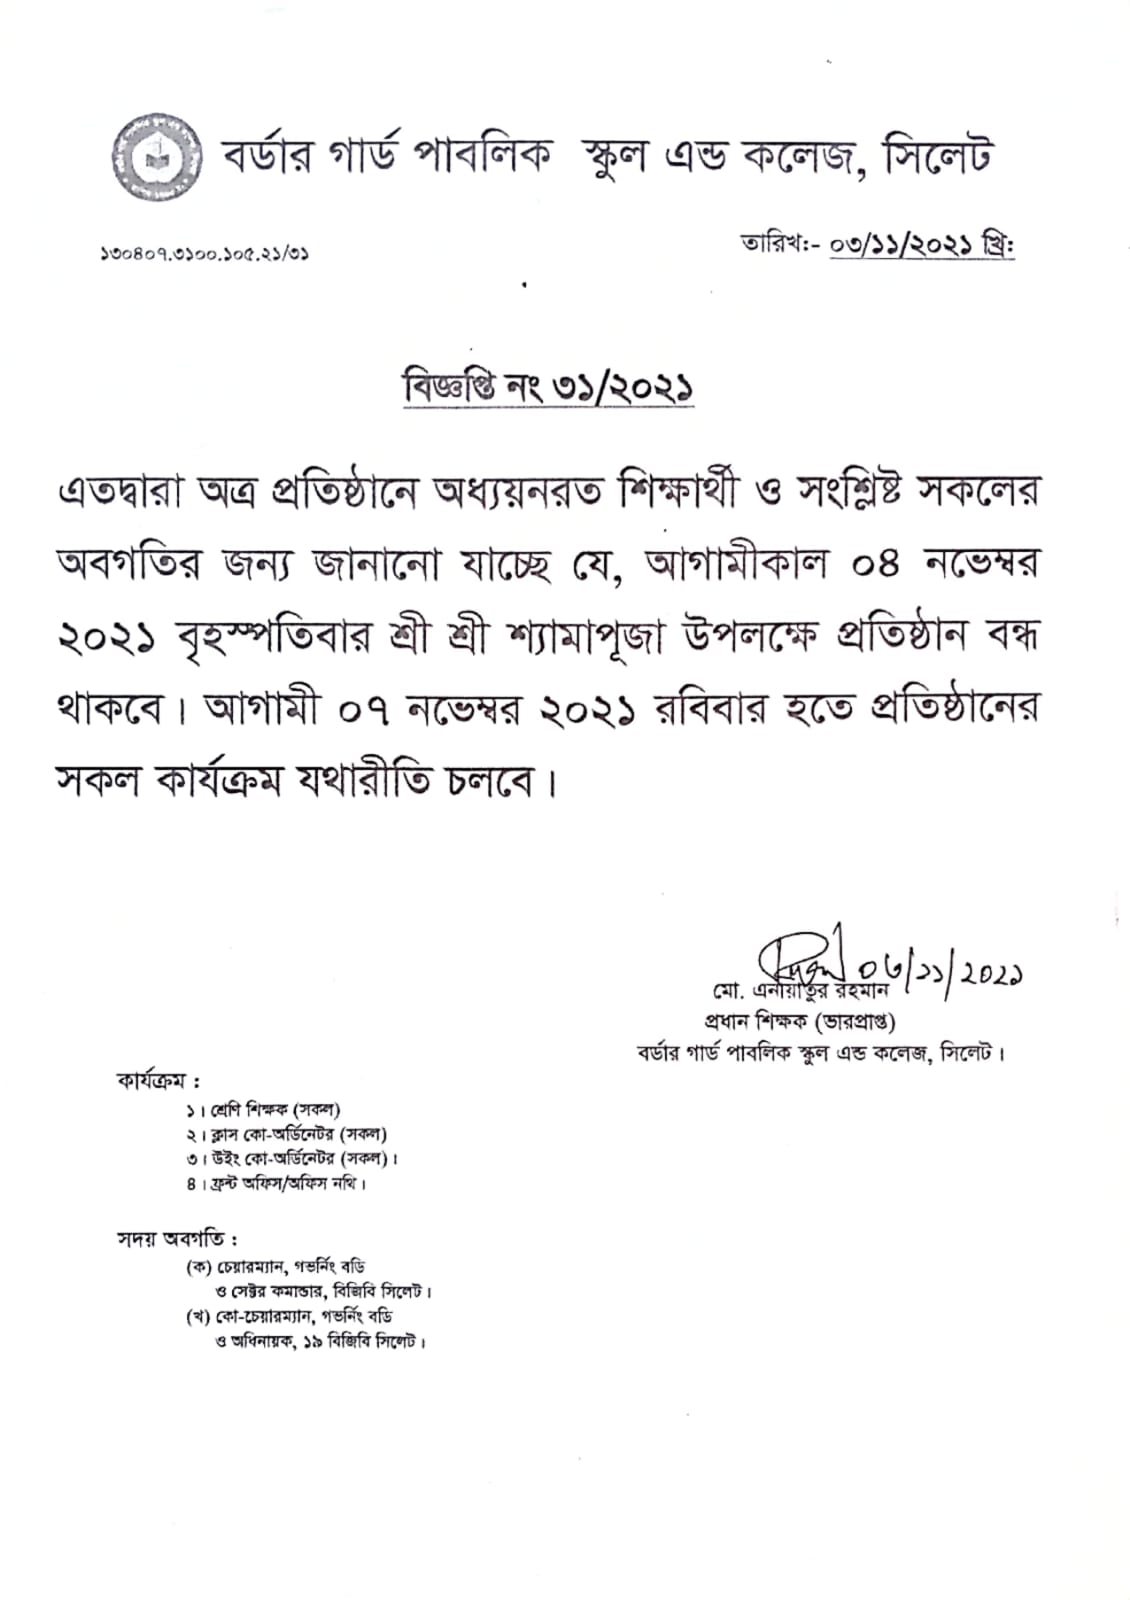 বর্ডার গার্ড পাবলিক স্কুল এন্ড কলেজ, সিলেট
১৩০৪০৭.৩১০০.১০৫.২১/৩১
তারিখঃ- ০৩/১১/২০২১ খ্রিঃ
বিজ্ঞপ্তি নং ৩১/২০২১
এতদ্বারা অত্র প্রতিষ্ঠানে অধ্যয়নরত শিক্ষার্থী ও সংশ্লিষ্ট সকলের
অবগতির জন্য জানানো যাচ্ছে যে, আগামীকাল ০৪ নভেম্বর
২০২১ বৃহস্পতিবার শ্রী শ্রী শ্যামাপূজা উপলক্ষে প্রতিষ্ঠান বন্ধ
থাকবে। আগামী ০৭ নভেম্বর ২০২১ রবিবার হতে প্রতিষ্ঠানের
সকল কার্যক্রম যথারীতি চলবে।
০৩/১১/২০২১
মো. এনায়াতুর রহমান
প্রধান শিক্ষক (ভারপ্রাপ্ত)
বর্ডার গার্ড পাবলিক স্কুল এন্ড কলেজ, সিলেট।
কার্যক্রম :
১। শ্রেণি শিক্ষক (সকল)
২। ক্লাস কো-অর্ডিনেটর (সকল)
৩। উইং কো-অর্ডিনেটর (সকল)।
৪। ফ্রন্ট অফিস/অফিস নথি।
সদয় অবগতি :
(ক) চেয়ারম্যান, গভর্নিং বডি
ও সেক্টর কমান্ডার, বিজিবি সিলেট।
(খ) কো-চেয়ারম্যান, গভর্নিং বডি
ও অধিনায়ক, ১৯ বিজিবি সিলেট।